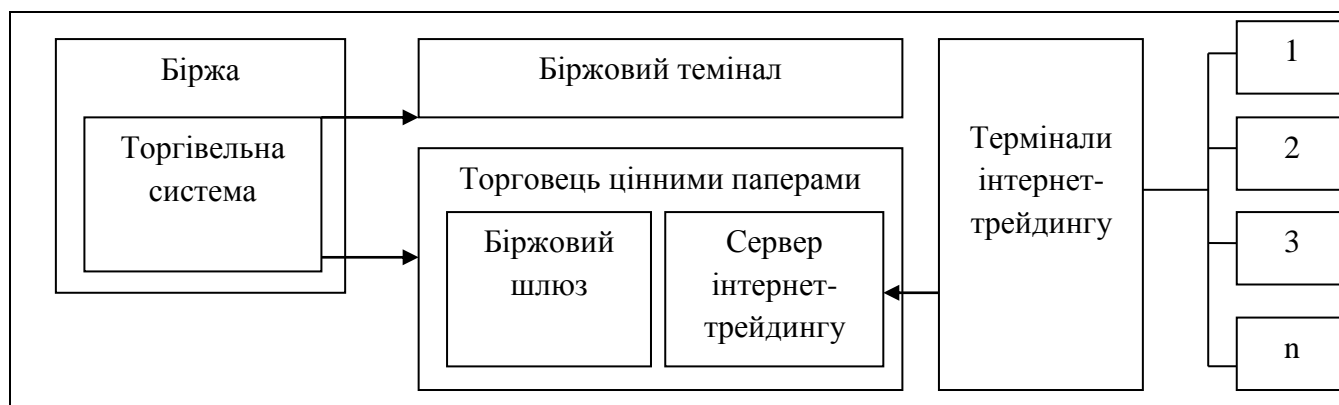 Біржа
Торгівельна
система
Біржовий темінал
Торговець цінними паперами
Біржовий
шлюз
Сервер
інтернет-
трейдингу
Термінали
інтернет-
трейдингу
1
2
3
n